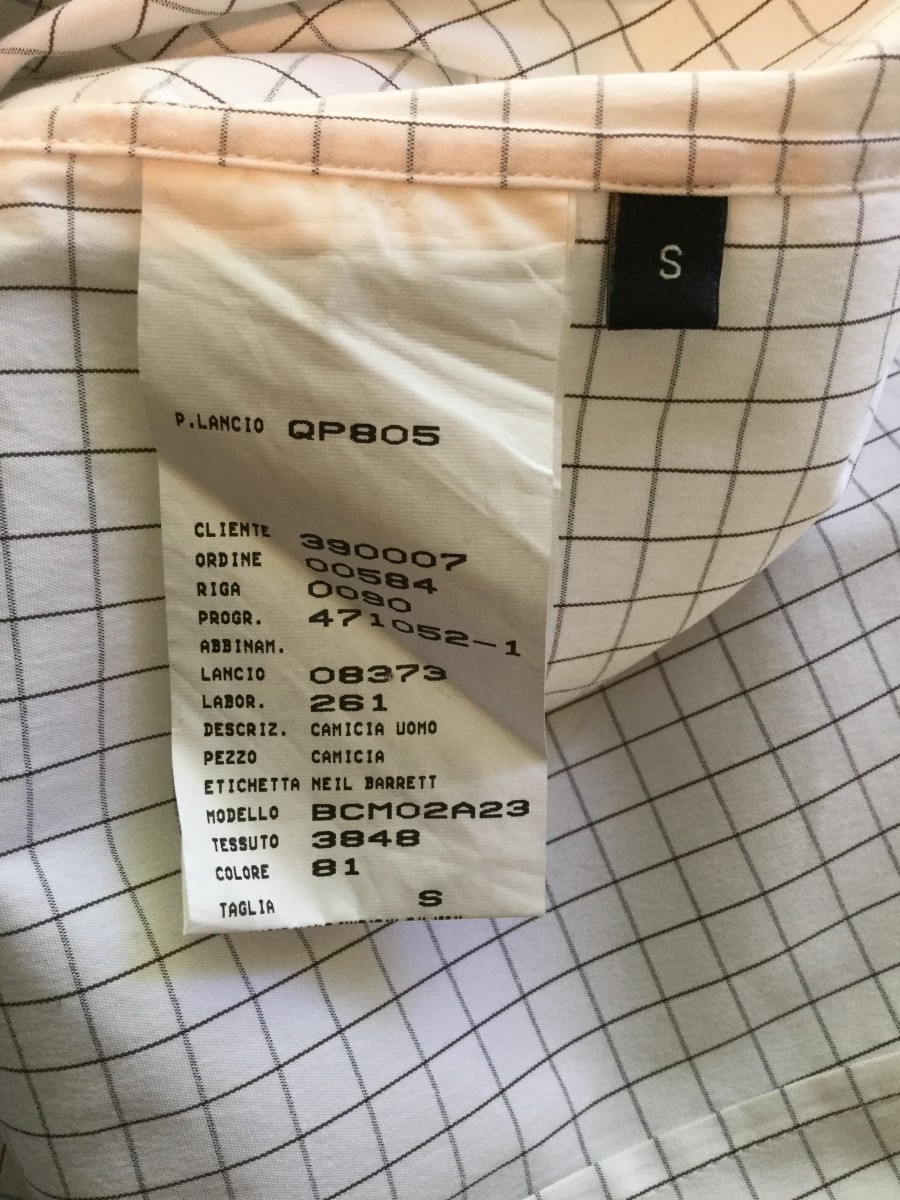 S
P.LANCIO QP805
CLIENTE 390007
ORDINE 00584
RIGA 0090
PROGR. 471052-1
ABBINAM.
LANCIO 08373
LABOR. 261
DESCRIZ. CAMICIA UOMO
PEZZO CAMICIA
ETICHETTA NEIL BARRETT
MODELLO BCM02A23
TESSUTO 3848
COLORE 81
TAGLIA S